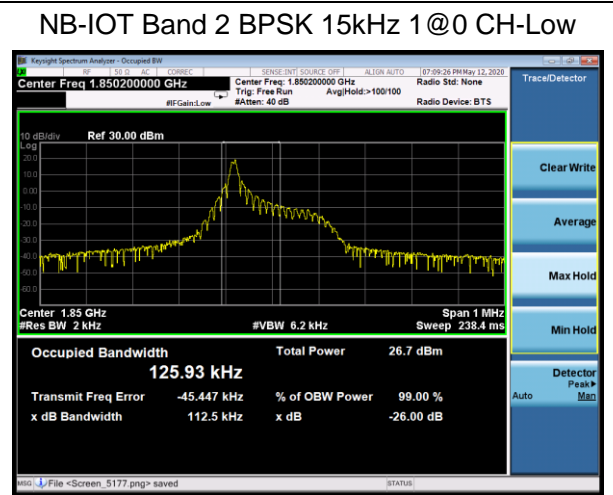 NB-IOT Band 2 BPSK 15kHz 1@0 CH-Low
Keysight Spectrum Analyzer - Occupied BW
RF 50 Ω AC CORREC SENSE:INT SOURCE OFF ALIGN AUTO 07:09:26 PM May 12, 2020
Center Freq 1.850200000 GHz
Center Freq: 1.850200000 GHz Radio Std: None
Trig: Free Run Avg|Hold:>100/100
#IFGain:Low #Atten: 40 dB Radio Device: BTS
Trace/Detector
10 dB/div Ref 30.00 dBm
Log
20.0
10.0
0.00
-10.0
-20.0
-30.0
-40.0
-50.0
-60.0
Center 1.85 GHz Span 1 MHz
#Res BW 2 kHz #VBW 6.2 kHz Sweep 238.4 ms
Occupied Bandwidth Total Power 26.7 dBm
125.93 kHz
Transmit Freq Error -45.447 kHz % of OBW Power 99.00 %
x dB Bandwidth 112.5 kHz x dB -26.00 dB
Clear Write
Average
Max Hold
Min Hold
Detector
Peak▶
Auto Man
MSG File <Screen_5177.png> saved STATUS